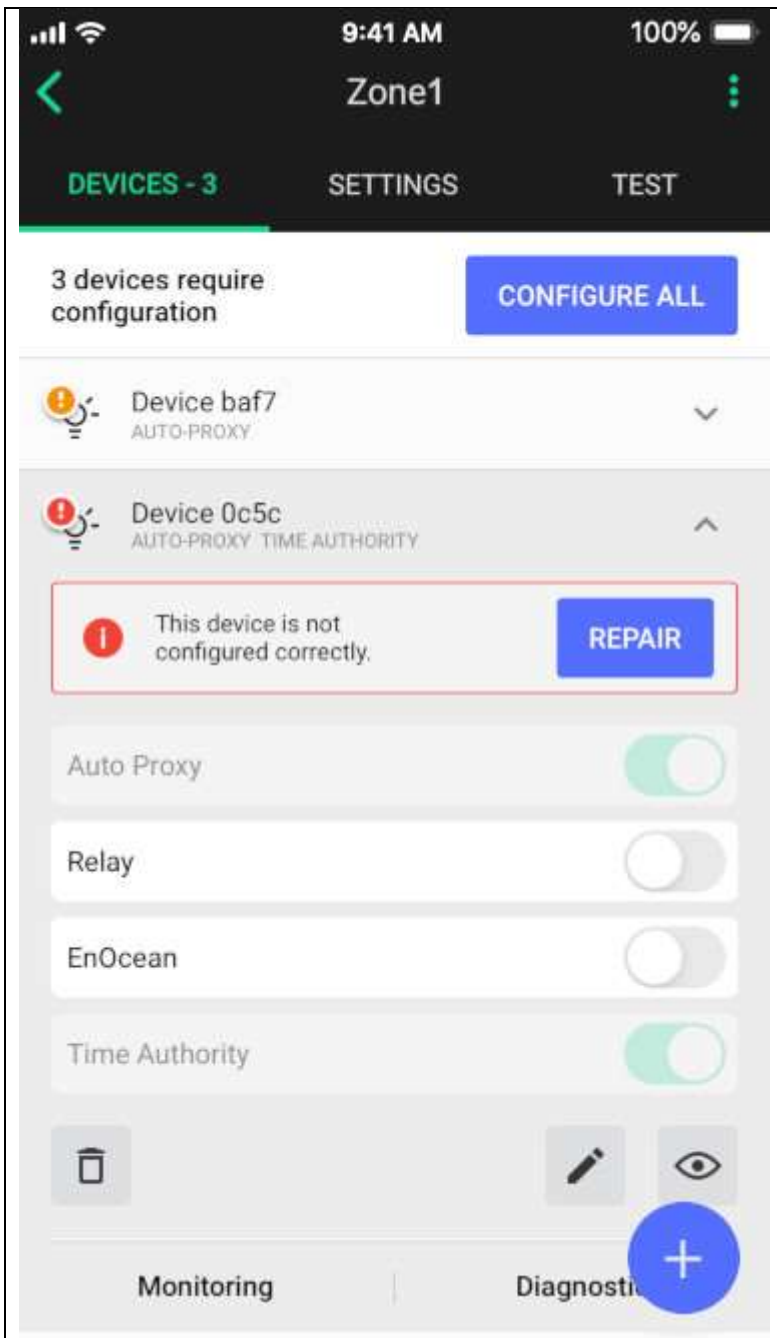 9:41 AM 100%
Zone1
DEVICES - 3 SETTINGS TEST
3 devices require
configuration
CONFIGURE ALL
Device baf7
AUTO-PROXY
Device 0c5c
AUTO-PROXY TIME AUTHORITY
This device is not
configured correctly.
REPAIR
Auto Proxy
Relay
EnOcean
Time Authority
Monitoring